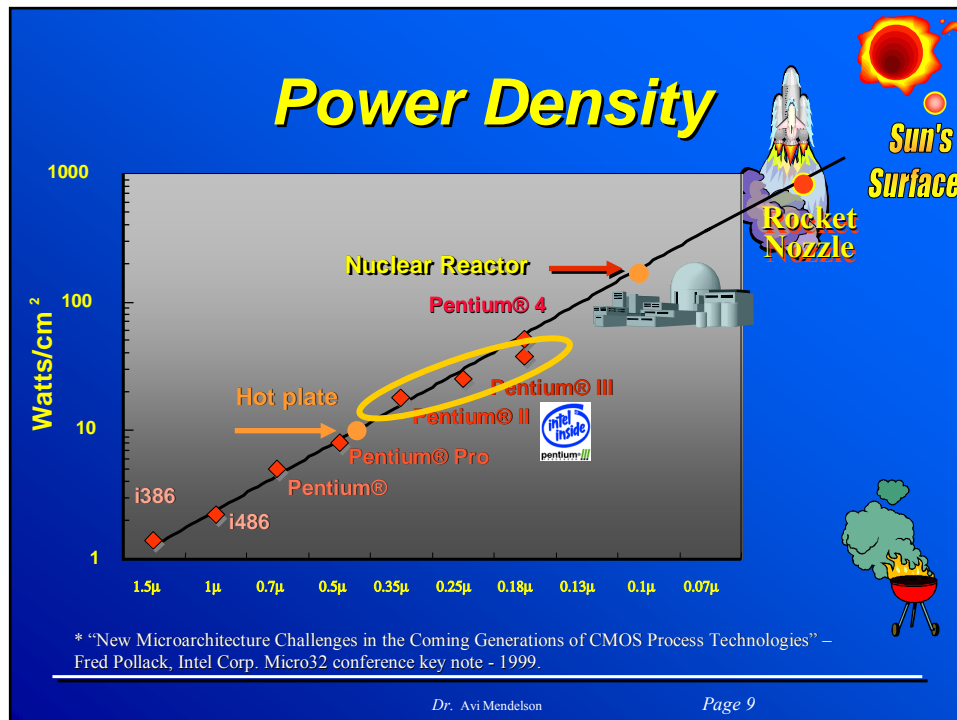 Power Density
Sun's
Surface
1000
100
10
1
Watts/cm 2
Rocket
Nozzle
Nuclear Reactor
Pentium® 4
Pentium® III
Hot plate
Pentium® II
intel
inside
pentium®///
Pentium® Pro
Pentium®
i386
i486
1.5μ 1μ 0.7μ 0.5μ 0.35μ 0.25μ 0.18μ 0.13μ 0.1μ 0.07μ
* “New Microarchitecture Challenges in the Coming Generations of CMOS Process Technologies” –
Fred Pollack, Intel Corp. Micro32 conference key note - 1999.
Dr. Avi Mendelson Page 9